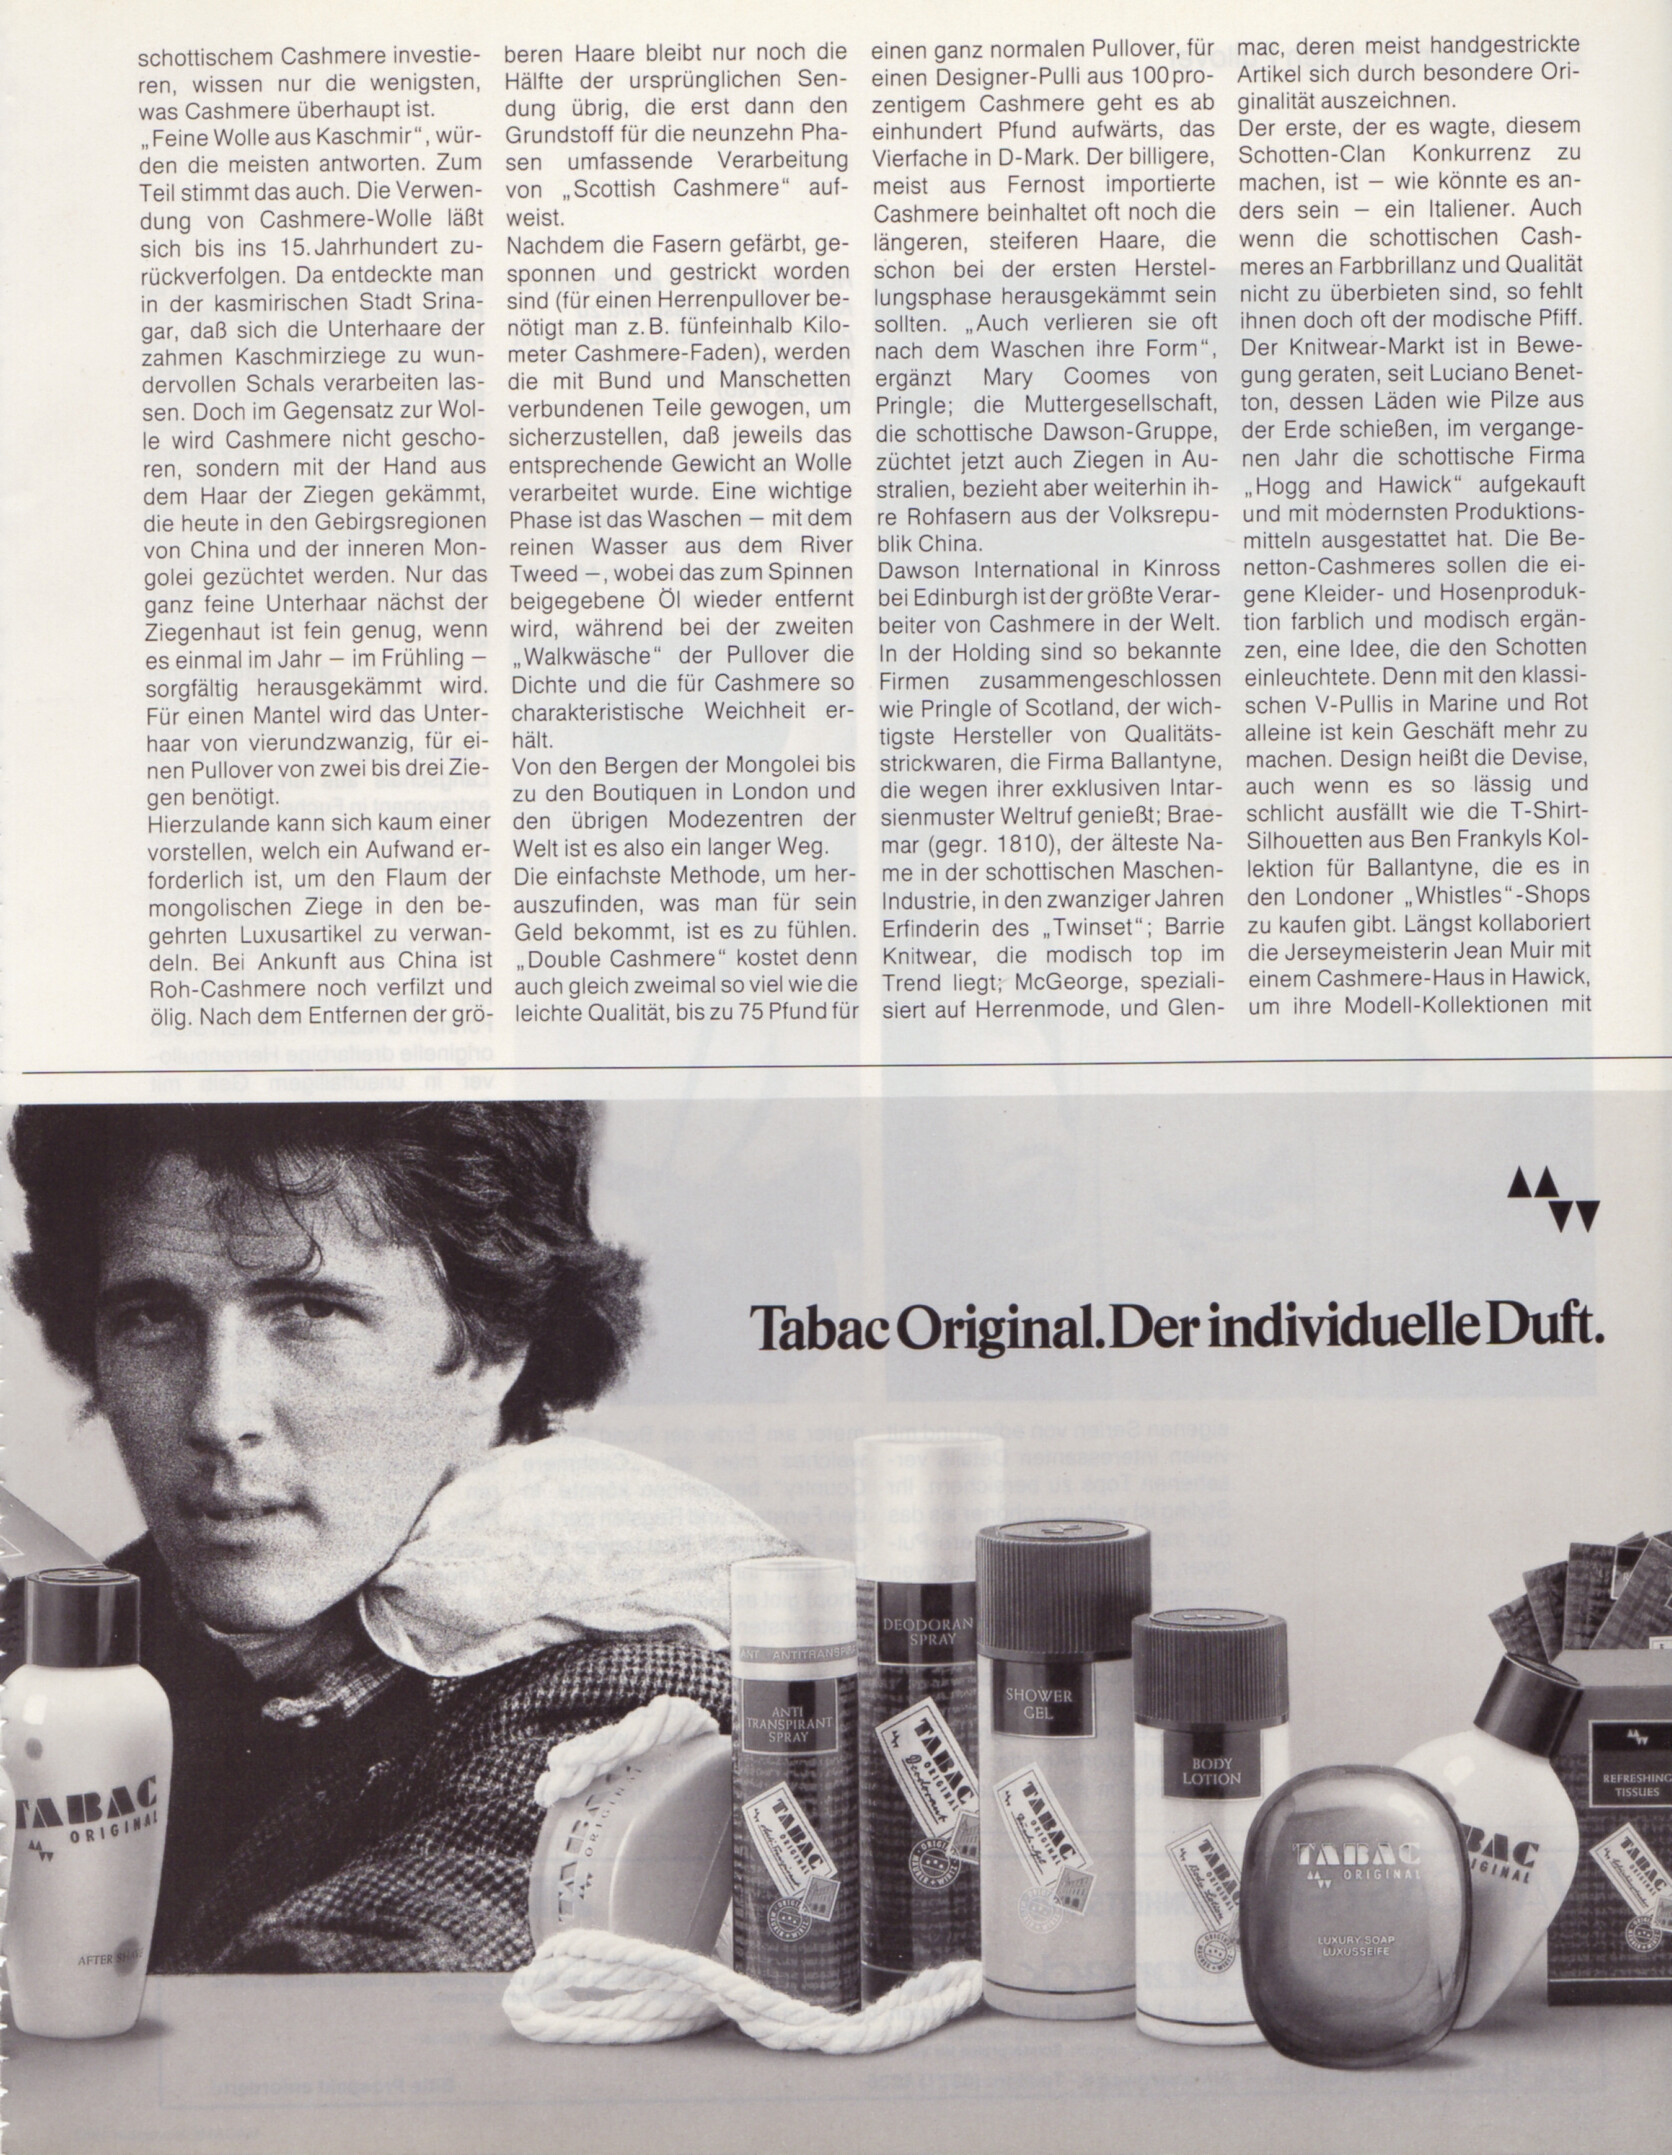 schottischem Cashmere investie-
ren, wissen nur die wenigsten,
was Cashmere überhaupt ist.
„Feine Wolle aus Kaschmir“, wür-
den die meisten antworten. Zum
Teil stimmt das auch. Die Verwen-
dung von Cashmere-Wolle läßt
sich bis ins 15. Jahrhundert zu-
rückverfolgen. Da entdeckte man
in der kasmirischen Stadt Srina-
gar, daß sich die Unterhaare der
zahmen Kaschmirziege zu wun-
dervollen Schals verarbeiten las-
sen. Doch im Gegensatz zur Wol-
le wird Cashmere nicht gescho-
ren, sondern mit der Hand aus
dem Haar der Ziegen gekämmt,
die heute in den Gebirgsregionen
von China und der inneren Mon-
golei gezüchtet werden. Nur das
ganz feine Unterhaar nächst der
Ziegenhaut ist fein genug, wenn
es einmal im Jahr – im Frühling –
sorgfältig herausgekämmt wird.
Für einen Mantel wird das Unter-
haar von vierundzwanzig, für ei-
nen Pullover von zwei bis drei Zie-
gen benötigt.
Hierzulande kann sich kaum einer
vorstellen, welch ein Aufwand er-
forderlich ist, um den Flaum der
mongolischen Ziege in den be-
gehrten Luxusartikel zu verwan-
deln. Bei Ankunft aus China ist
Roh-Cashmere noch verfilzt und
ölig. Nach dem Entfernen der grö-
beren Haare bleibt nur noch die
Hälfte der ursprünglichen Sen-
dung übrig, die erst dann den
Grundstoff für die neunzehn Pha-
sen umfassende Verarbeitung
von „Scottish Cashmere“ auf-
weist.
Nachdem die Fasern gefärbt, ge-
sponnen und gestrickt worden
sind (für einen Herrenpullover be-
nötigt man z.B. fünfeinhalb Kilo-
meter Cashmere-Faden), werden
die mit Bund und Manschetten
verbundenen Teile gewogen, um
sicherzustellen, daß jeweils das
entsprechende Gewicht an Wolle
verarbeitet wurde. Eine wichtige
Phase ist das Waschen – mit dem
reinen Wasser aus dem River
Tweed –, wobei das zum Spinnen
beigegebene Öl wieder entfernt
wird, während bei der zweiten
„Walkwäsche“ der Pullover die
Dichte und die für Cashmere so
charakteristische Weichheit er-
hält.
Von den Bergen der Mongolei bis
zu den Boutiquen in London und
den übrigen Modezentren der
Welt ist es also ein langer Weg.
Die einfachste Methode, um her-
auszufinden, was man für sein
Geld bekommt, ist es zu fühlen.
„Double Cashmere“ kostet denn
auch gleich zweimal so viel wie die
leichte Qualität, bis zu 75 Pfund für
einen ganz normalen Pullover, für
einen Designer-Pulli aus 100pro-
zentigem Cashmere geht es ab
einhundert Pfund aufwärts, das
Vierfache in D-Mark. Der billigere,
meist aus Fernost importierte
Cashmere beinhaltet oft noch die
längeren, steiferen Haare, die
schon bei der ersten Herstel-
lungsphase herausgekämmt sein
sollten. „Auch verlieren sie oft
nach dem Waschen ihre Form“,
ergänzt Mary Coomes von
Pringle; die Muttergesellschaft,
die schottische Dawson-Gruppe,
züchtet jetzt auch Ziegen in Au-
stralien, bezieht aber weiterhin ih-
re Rohfasern aus der Volksrepu-
blik China.
Dawson International in Kinross
bei Edinburgh ist der größte Verar-
beiter von Cashmere in der Welt.
In der Holding sind so bekannte
Firmen zusammengeschlossen
wie Pringle of Scotland, der wich-
tigste Hersteller von Qualitäts-
strickwaren, die Firma Ballantyne,
die wegen ihrer exklusiven Intar-
sienmuster Weltruf genießt; Brae-
mar (gegr. 1810), der älteste Na-
me in der schottischen Maschen-
Industrie, in den zwanziger Jahren
Erfinderin des „Twinset“; Barrie
Knitwear, die modisch top im
Trend liegt; McGeorge, speziali-
siert auf Herrenmode, und Glen-
mac, deren meist handgestrickte
Artikel sich durch besondere Ori-
ginalität auszeichnen.
Der erste, der es wagte, diesem
Schotten-Clan Konkurrenz zu
machen, ist – wie könnte es an-
ders sein – ein Italiener. Auch
wenn die schottischen Cash-
meres an Farbbrillanz und Qualität
nicht zu überbieten sind, so fehlt
ihnen doch oft der modische Pfiff.
Der Knitwear-Markt ist in Bewe-
gung geraten, seit Luciano Benet-
ton, dessen Läden wie Pilze aus
der Erde schießen, im vergange-
nen Jahr die schottische Firma
„Hogg and Hawick“ aufgekauft
und mit modernsten Produktions-
mitteln ausgestattet hat. Die Be-
netton-Cashmeres sollen die ei-
gene Kleider- und Hosenproduk-
tion farblich und modisch ergän-
zen, eine Idee, die den Schotten
einleuchtete. Denn mit den klassi-
schen V-Pullis in Marine und Rot
alleine ist kein Geschäft mehr zu
machen. Design heißt die Devise,
auch wenn es so lässig und
schlicht ausfällt wie die T-Shirt-
Silhouetten aus Ben Frankyls Kol-
lektion für Ballantyne, die es in
den Londoner „Whistles“-Shops
zu kaufen gibt. Längst kollaboriert
die Jerseymeisterin Jean Muir mit
einem Cashmere-Haus in Hawick,
um ihre Modell-Kollektionen mit
Tabac Original. Der individuelle Duft.
TABAC
ORIGINAL
AFTER
TABAC
ORIGINAL
ANTI
TRANSPIRANT
SPRAY
TABAC
ORIGINAL
DEODORAN
SPRAY
TABAC
ORIGINAL
Deodorant
SHOWER
GEL
TABAC
ORIGINAL
BODY
LOTION
TABAC
ORIGINAL
Body Lotion
TABAC
ORIGINAL
LUXURY SOAP
LUXUSSEIFE
BAC
IGINAL
REFRESHING
TISSUES
TABAC
ORIGINAL